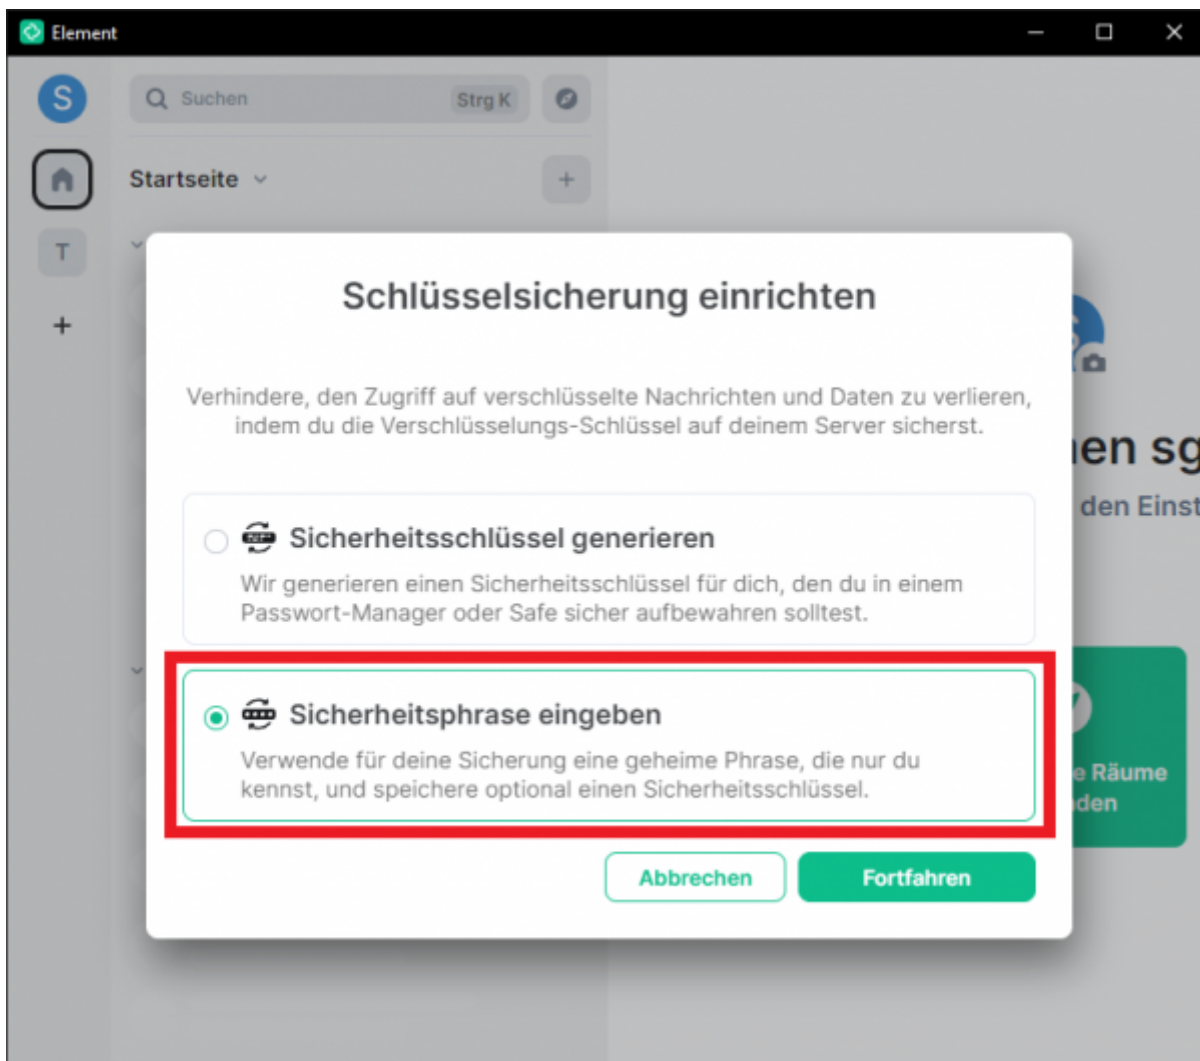 Element
S
Suchen
Strg K
Startseite
T
Schlüsselsicherung einrichten
Verhindere, den Zugriff auf verschlüsselte Nachrichten und Daten zu verlieren,
indem du die Verschlüsselungs-Schlüssel auf deinem Server sicherst.
Sicherheitsschlüssel generieren
Wir generieren einen Sicherheitsschlüssel für dich, den du in einem
Passwort-Manager oder Safe sicher aufbewahren solltest.
Sicherheitsphrase eingeben
Verwende für deine Sicherung eine geheime Phrase, die nur du
kennst, und speichere optional einen Sicherheitsschlüssel.
Abbrechen
Fortfahren
den
Räume